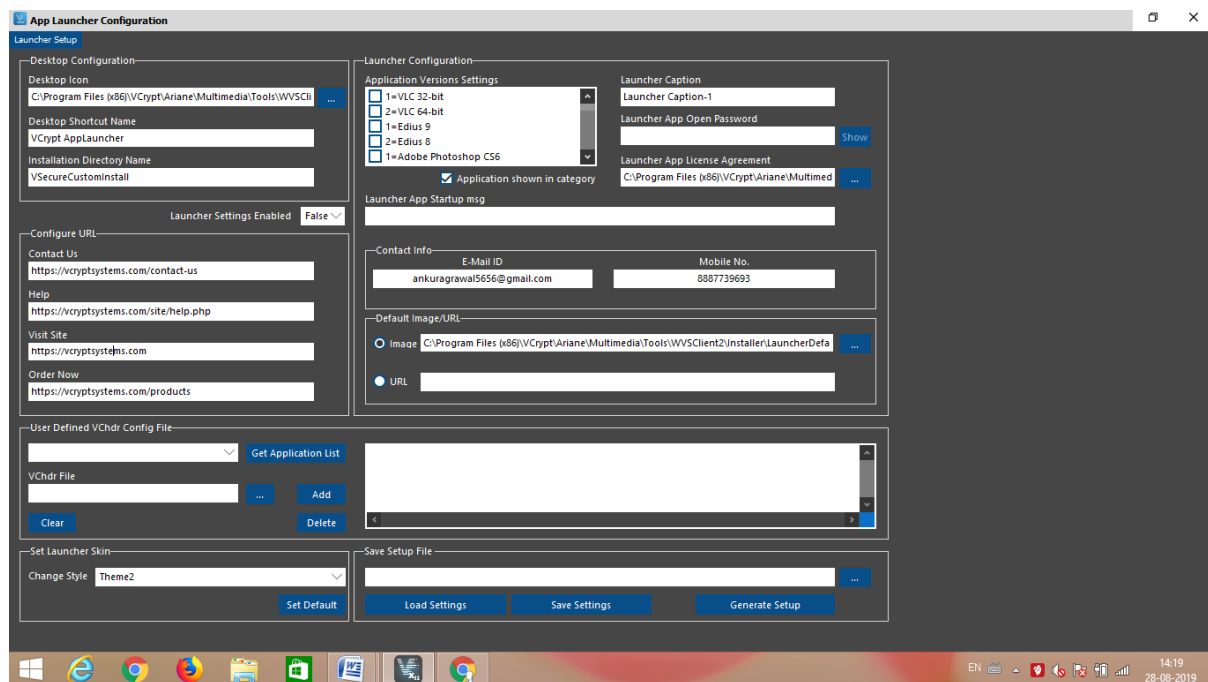 App Launcher Configuration
Launcher Setup
Desktop Configuration
Desktop Icon
C:\Program Files (x86)\VCrypt\Ariane\Multimedia\Tools\WVSCli
...
Desktop Shortcut Name
VCrypt AppLauncher
Installation Directory Name
VSecureCustomInstall
Launcher Settings Enabled False
Configure URL
Contact Us
https://vcryptsystems.com/contact-us
Help
https://vcryptsystems.com/site/help.php
Visit Site
https://vcryptsystems.com
Order Now
https://vcryptsystems.com/products
Launcher Configuration
Application Versions Settings
1=VLC 32-bit
2=VLC 64-bit
1=Edius 9
2=Edius 8
1=Adobe Photoshop CS6
Application shown in category
Launcher Caption
Launcher Caption-1
Launcher App Open Password
Show
Launcher App License Agreement
C:\Program Files (x86)\VCrypt\Ariane\Multimed
...
Launcher App Startup msg
Contact Info
E-Mail ID
ankuragrawal5656@gmail.com
Mobile No.
8887739693
Default Image/URL
Image C:\Program Files (x86)\VCrypt\Ariane\Multimedia\Tools\WVSClient2\Installer\LauncherDefa
...
URL
User Defined VChdr Config File
Get Application List
VChdr File
...
Add
Clear
Delete
Set Launcher Skin
Change Style Theme2
Set Default
Save Setup File
...
Load Settings
Save Settings
Generate Setup
EN
14:19
28-08-2019